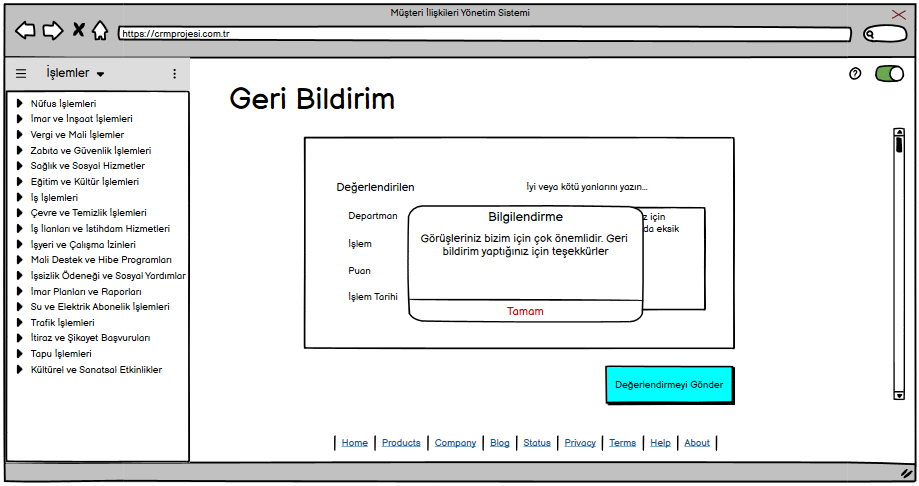 Müşteri İlişkileri Yönetim Sistemi
https://crmprojesi.com.tr
İşlemler
Nüfus İşlemleri
İmar ve İnşaat İşlemleri
Vergi ve Mali İşlemler
Zabıta ve Güvenlik İşlemleri
Sağlık ve Sosyal Hizmetler
Eğitim ve Kültür İşlemleri
İş İşlemleri
Çevre ve Temizlik İşlemleri
İş İlanları ve İstihdam Hizmetleri
İşyeri ve Çalışma İzinleri
Mali Destek ve Hibe Programları
İşsizlik Ödeneği ve Sosyal Yardımlar
İmar Planları ve Raporları
Su ve Elektrik Abonelik İşlemleri
Trafik İşlemleri
İtiraz ve Şikayet Başvuruları
Tapu İşlemleri
Kültürel ve Sanatsal Etkinlikler
Geri Bildirim
Değerlendirilen
İyi veya kötü yanlarını yazın...
Departman
İşlem
Puan
İşlem Tarihi
için
eksik
Bilgilendirme
Görüşleriniz bizim için çok önemlidir. Geri
bildirim yaptığınız için teşekkürler
Tamam
Değerlendirmeyi Gönder
Home | Products | Company | Blog | Status | Privacy | Terms | Help | About